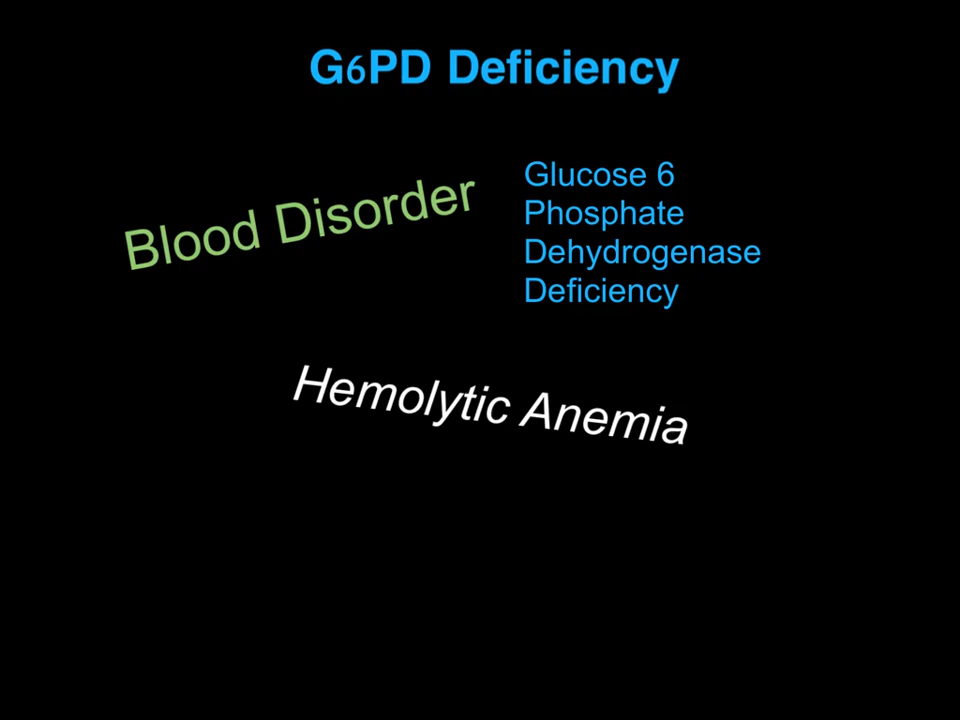 G6PD Deficiency
Blood Disorder
Glucose 6
Phosphate
Dehydrogenase
Deficiency
Hemolytic Anemia